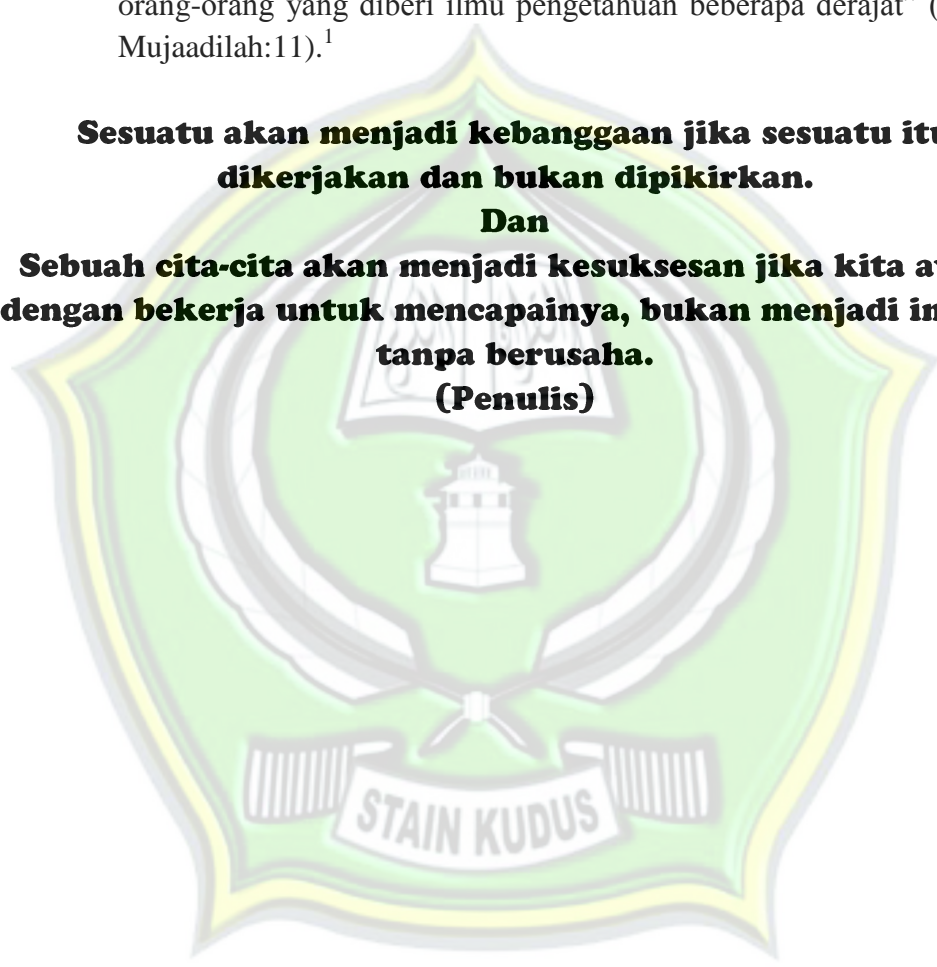 orang-orang yang diberi ilmu pengetahuan beberapa derajat" (
Mujaadilah:11).1
Sesuatu akan menjadi kebanggaan jika sesuatu itu
dikerjakan dan bukan dipikirkan.
Dan
Sebuah cita-cita akan menjadi kesuksesan jika kita
dengan bekerja untuk mencapainya, bukan menjadi
tanpa berusaha.
(Penulis)
STAIN KUDUS